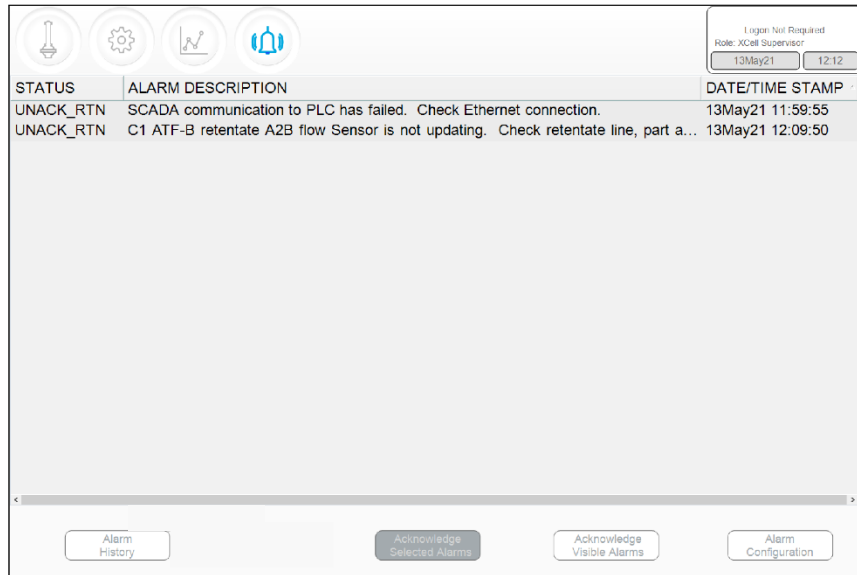 Logon Not Required
Role: XCell Supervisor
13May21 12:12
STATUS ALARM DESCRIPTION DATE/TIME STAMP
UNACK_RTN SCADA communication to PLC has failed. Check Ethernet connection. 13May21 11:59:55
UNACK_RTN C1 ATF-B retentate A2B flow Sensor is not updating. Check retentate line, part a... 13May21 12:09:50
Alarm History
Acknowledge Selected Alarms
Acknowledge Visible Alarms
Alarm Configuration